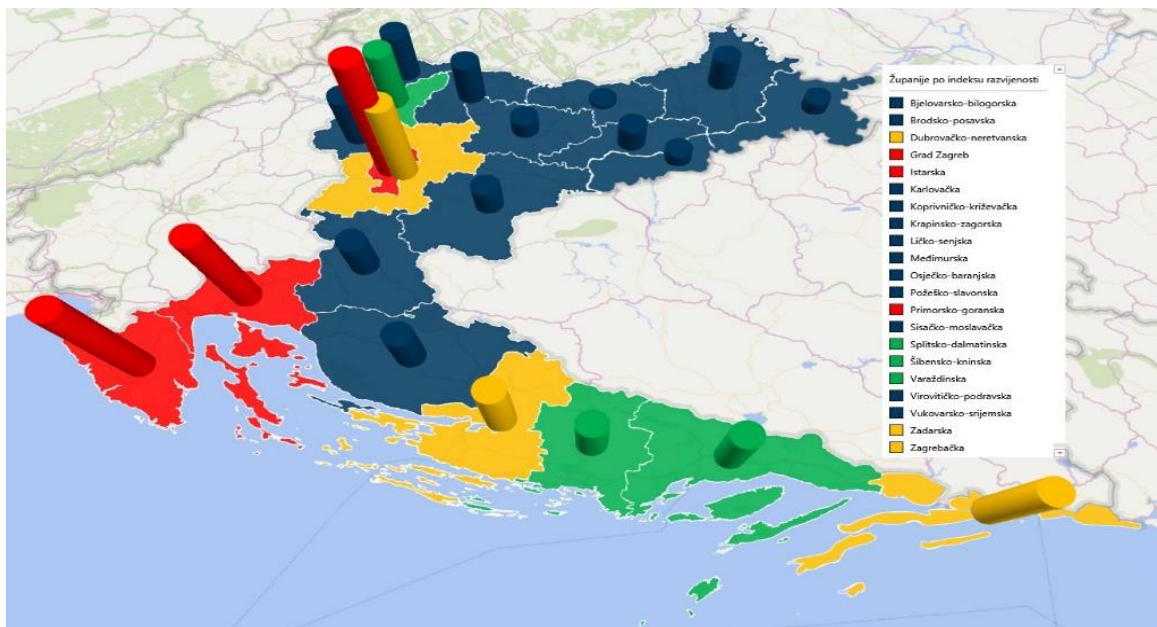 Županije po indeksu razvijenosti
Bjelovarsko-bilogorska
Brodsko-posavska
Dubrovačko-neretvanska
Grad Zagreb
Istarska
Karlovačka
Koprivničko-križevačka
Krapinsko-zagorska
Ličko-senjska
Međimurska
Osječko-baranjska
Požeško-slavonska
Primorsko-goranska
Sisačko-moslavačka
Splitsko-dalmatinska
Šibensko-kninska
Varaždinska
Virovitičko-podravska
Vukovarsko-srijemska
Zadarska
Zagrebačka